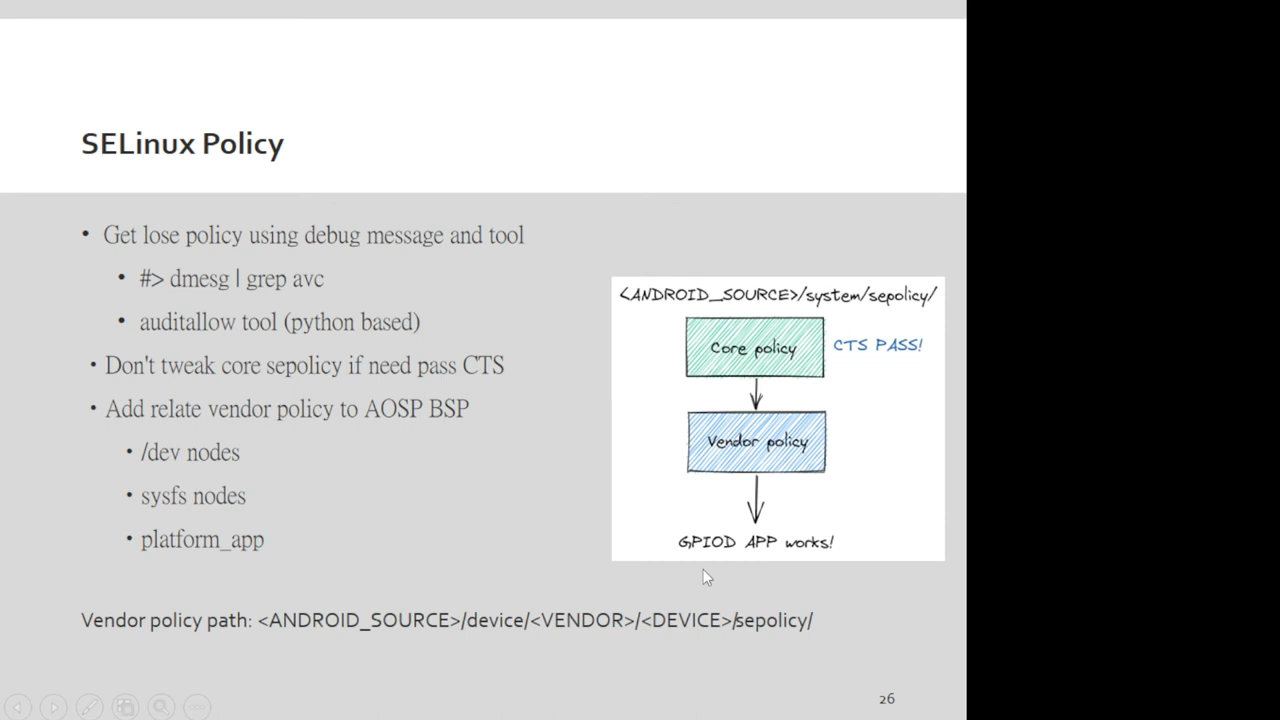 SELinux Policy
• Get lose policy using debug message and tool
• #> dmesg | grep avc
• auditallow tool (python based)
• Don't tweak core sepolicy if need pass CTS
• Add relate vendor policy to AOSP BSP
• /dev nodes
• sysfs nodes
• platform_app
<ANDROID_SOURCE>/system/sepolicy/
Core policy
CTS PASS!
Vendor policy
GPIOD APP works!
Vendor policy path: <ANDROID_SOURCE>/device/<VENDOR>/<DEVICE>/sepolicy/
26